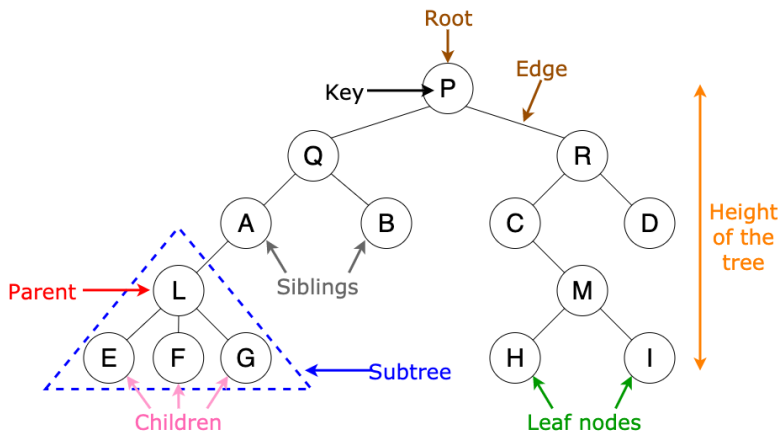 Root
Edge
Key
P
Q
R
A
B
C
D
Height
of the
tree
Siblings
Parent
L
M
E
F
G
H
I
Subtree
Children
Leaf nodes